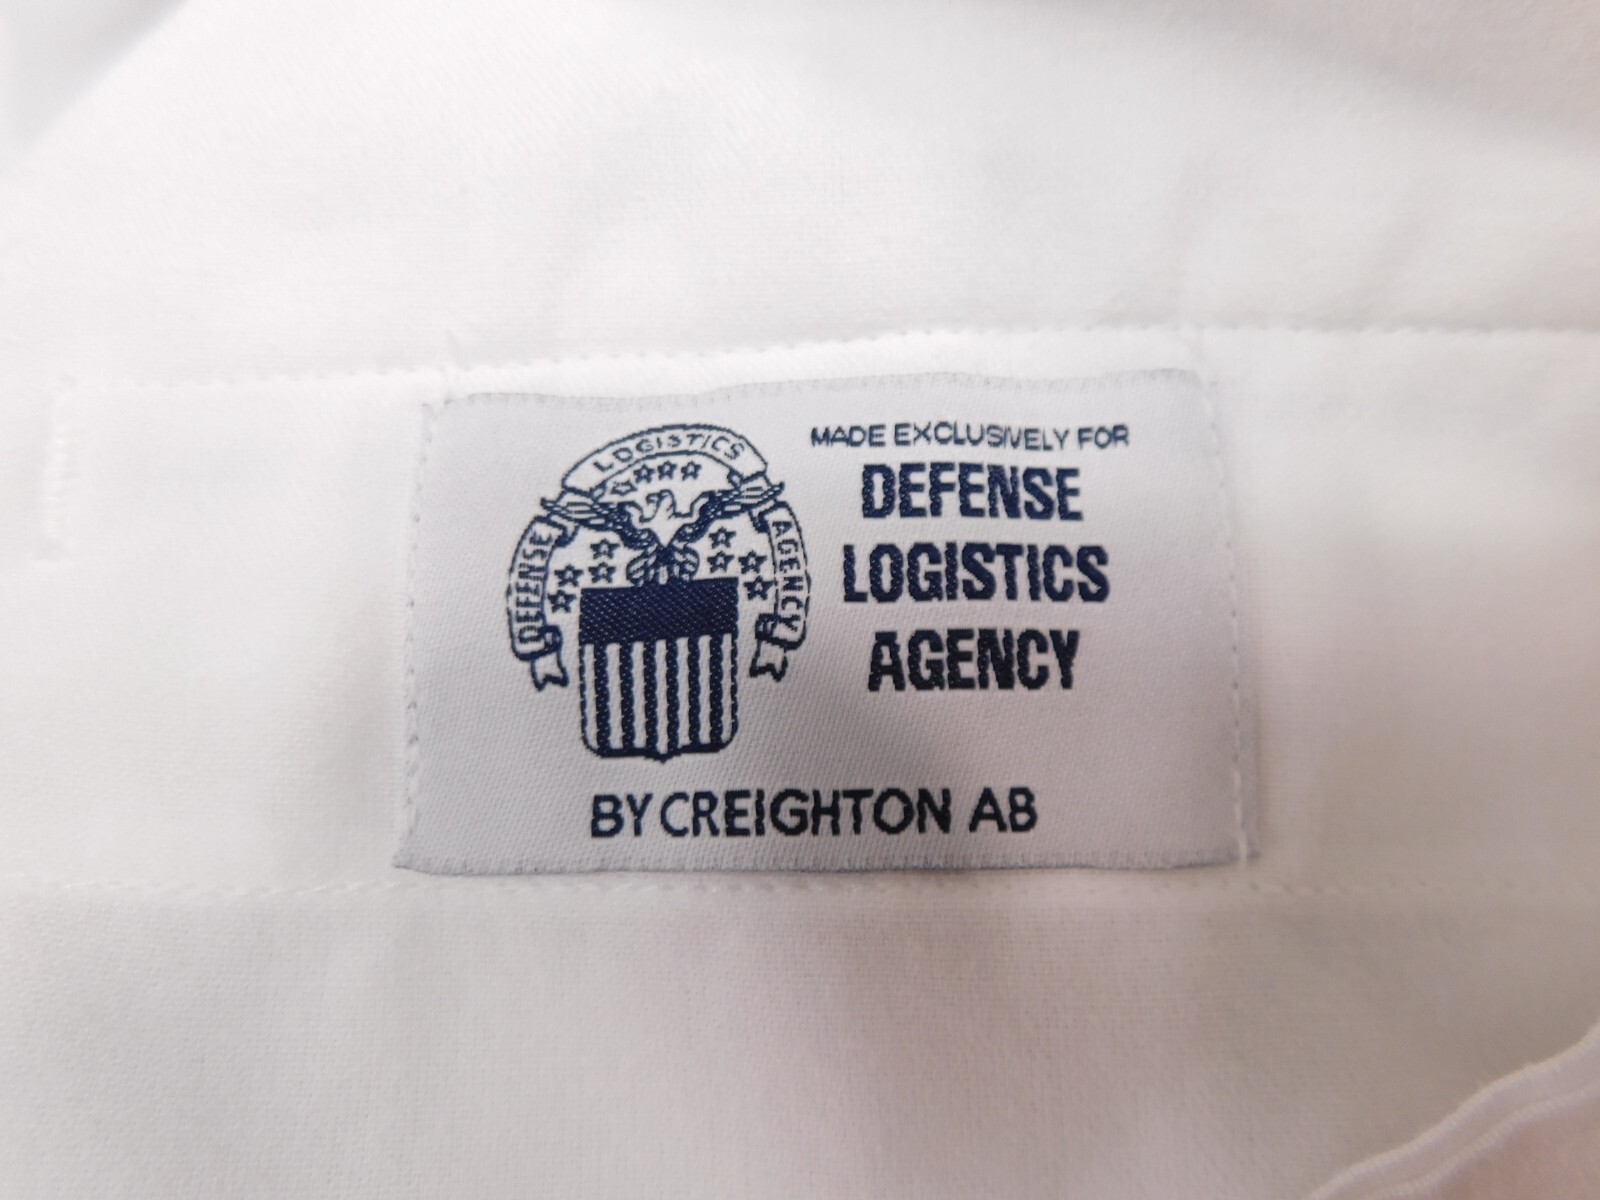 LOGISTICS
DEFENSE
AGENCY
MADE EXCLUSIVELY FOR
DEFENSE
LOGISTICS
AGENCY
BY CREIGHTON AB